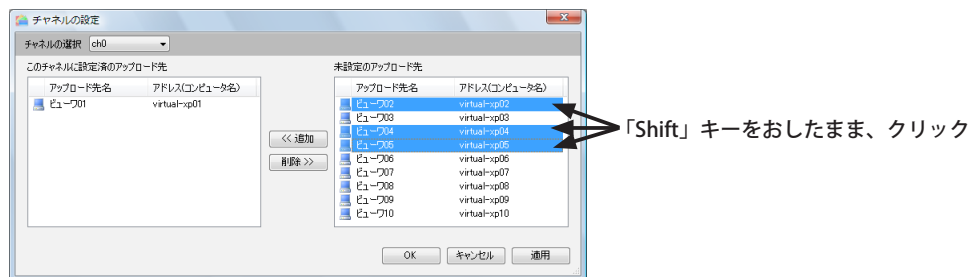 チャネルの設定
チャネルの選択 ch0
このチャネルに設定済のアップロード先
アップロード先名 アドレス(コンピュータ名)
ビューワ01 virtual-xp01
<< 追加
削除 >>
未設定のアップロード先
アップロード先名 アドレス(コンピュータ名)
ビューワ02 virtual-xp02
ビューワ03 virtual-xp03
ビューワ04 virtual-xp04
ビューワ05 virtual-xp05
ビューワ06 virtual-xp06
ビューワ07 virtual-xp07
ビューワ08 virtual-xp08
ビューワ09 virtual-xp09
ビューワ10 virtual-xp10
「Shift」キーをおしたまま、クリック
OK キャンセル 適用